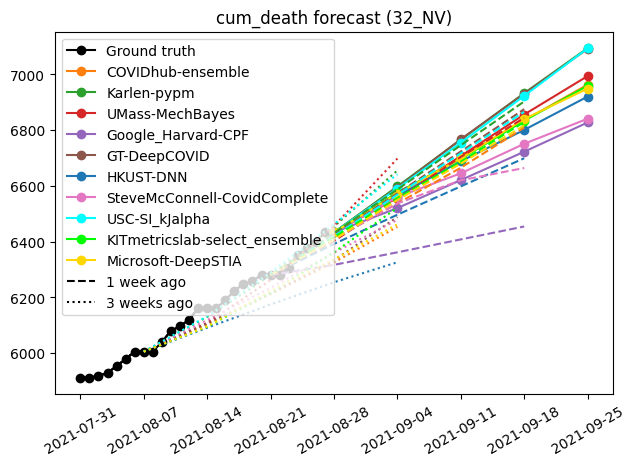 cum_death forecast (32_NV)
7000
6800
6600
6400
6200
6000
Ground truth
COVIDhub-ensemble
Karlen-pypm
UMass-MechBayes
Google_Harvard-CPF
GT-DeepCOVID
HKUST-DNN
SteveMcConnell-CovidComplete
USC-SI_kJalpha
KITmetricslab-select_ensemble
Microsoft-DeepSTIA
1 week ago
3 weeks ago
2021-07-31
2021-08-07
2021-08-14
2021-08-21
2021-08-28
2021-09-04
2021-09-11
2021-09-18
2021-09-25